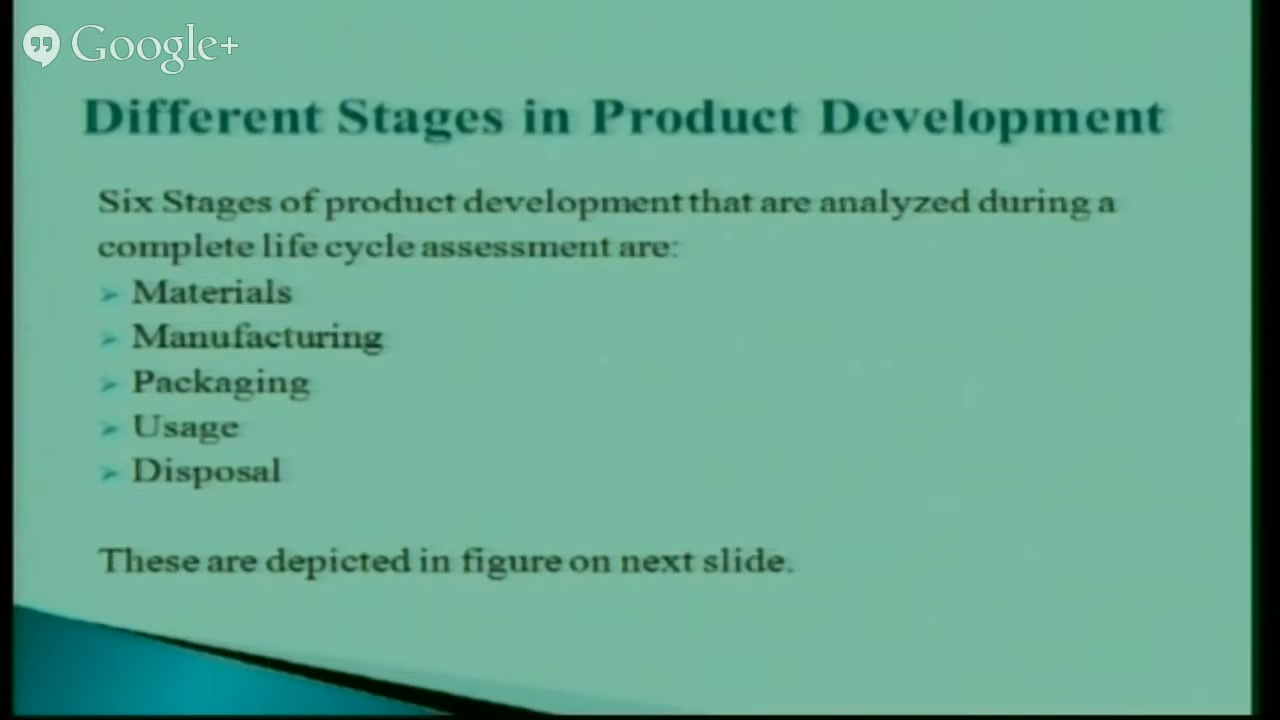 Google+
Different Stages in Product Development
Six Stages of product development that are analyzed during a
complete life cycle assessment are:
Materials
Manufacturing
Packaging
Usage
Disposal
These are depicted in figure on next slide.